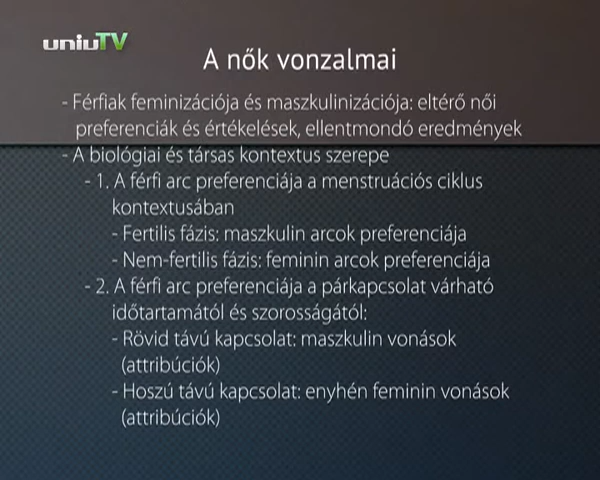 uniuTV
A nők vonzalmai
- Férfiak feminizációja és maszkulinizációja: eltérő női
preferenciák és értékelések, ellentmondó eredmények
- A biológiai és társas kontextus szerepe
- 1. A férfi arc preferenciája a menstruációs ciklus
kontextusában
- Fertilis fázis: maszkulin arcok preferenciája
- Nem-fertilis fázis: feminin arcok preferenciája
- 2. A férfi arc preferenciája a párkapcsolat várható
időtartamától és szorosságától:
- Rövid távú kapcsolat: maszkulin vonások
(attribúciók)
- Hoszú távú kapcsolat: enyhén feminin vonások
(attribúciók)